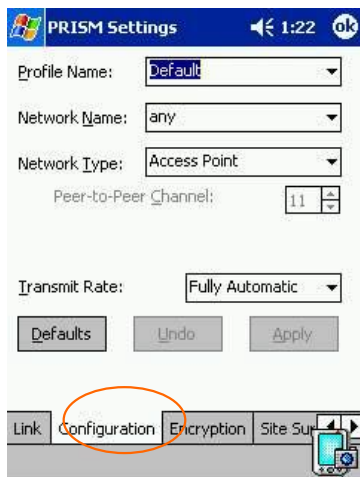 PRISM Settings 1:22 ok
Profile Name: Default
Network Name: any
Network Type: Access Point
Peer-to-Peer Channel: 11
Transmit Rate: Fully Automatic
Defaults Undo Apply
Link Configuration Encryption Site Sur